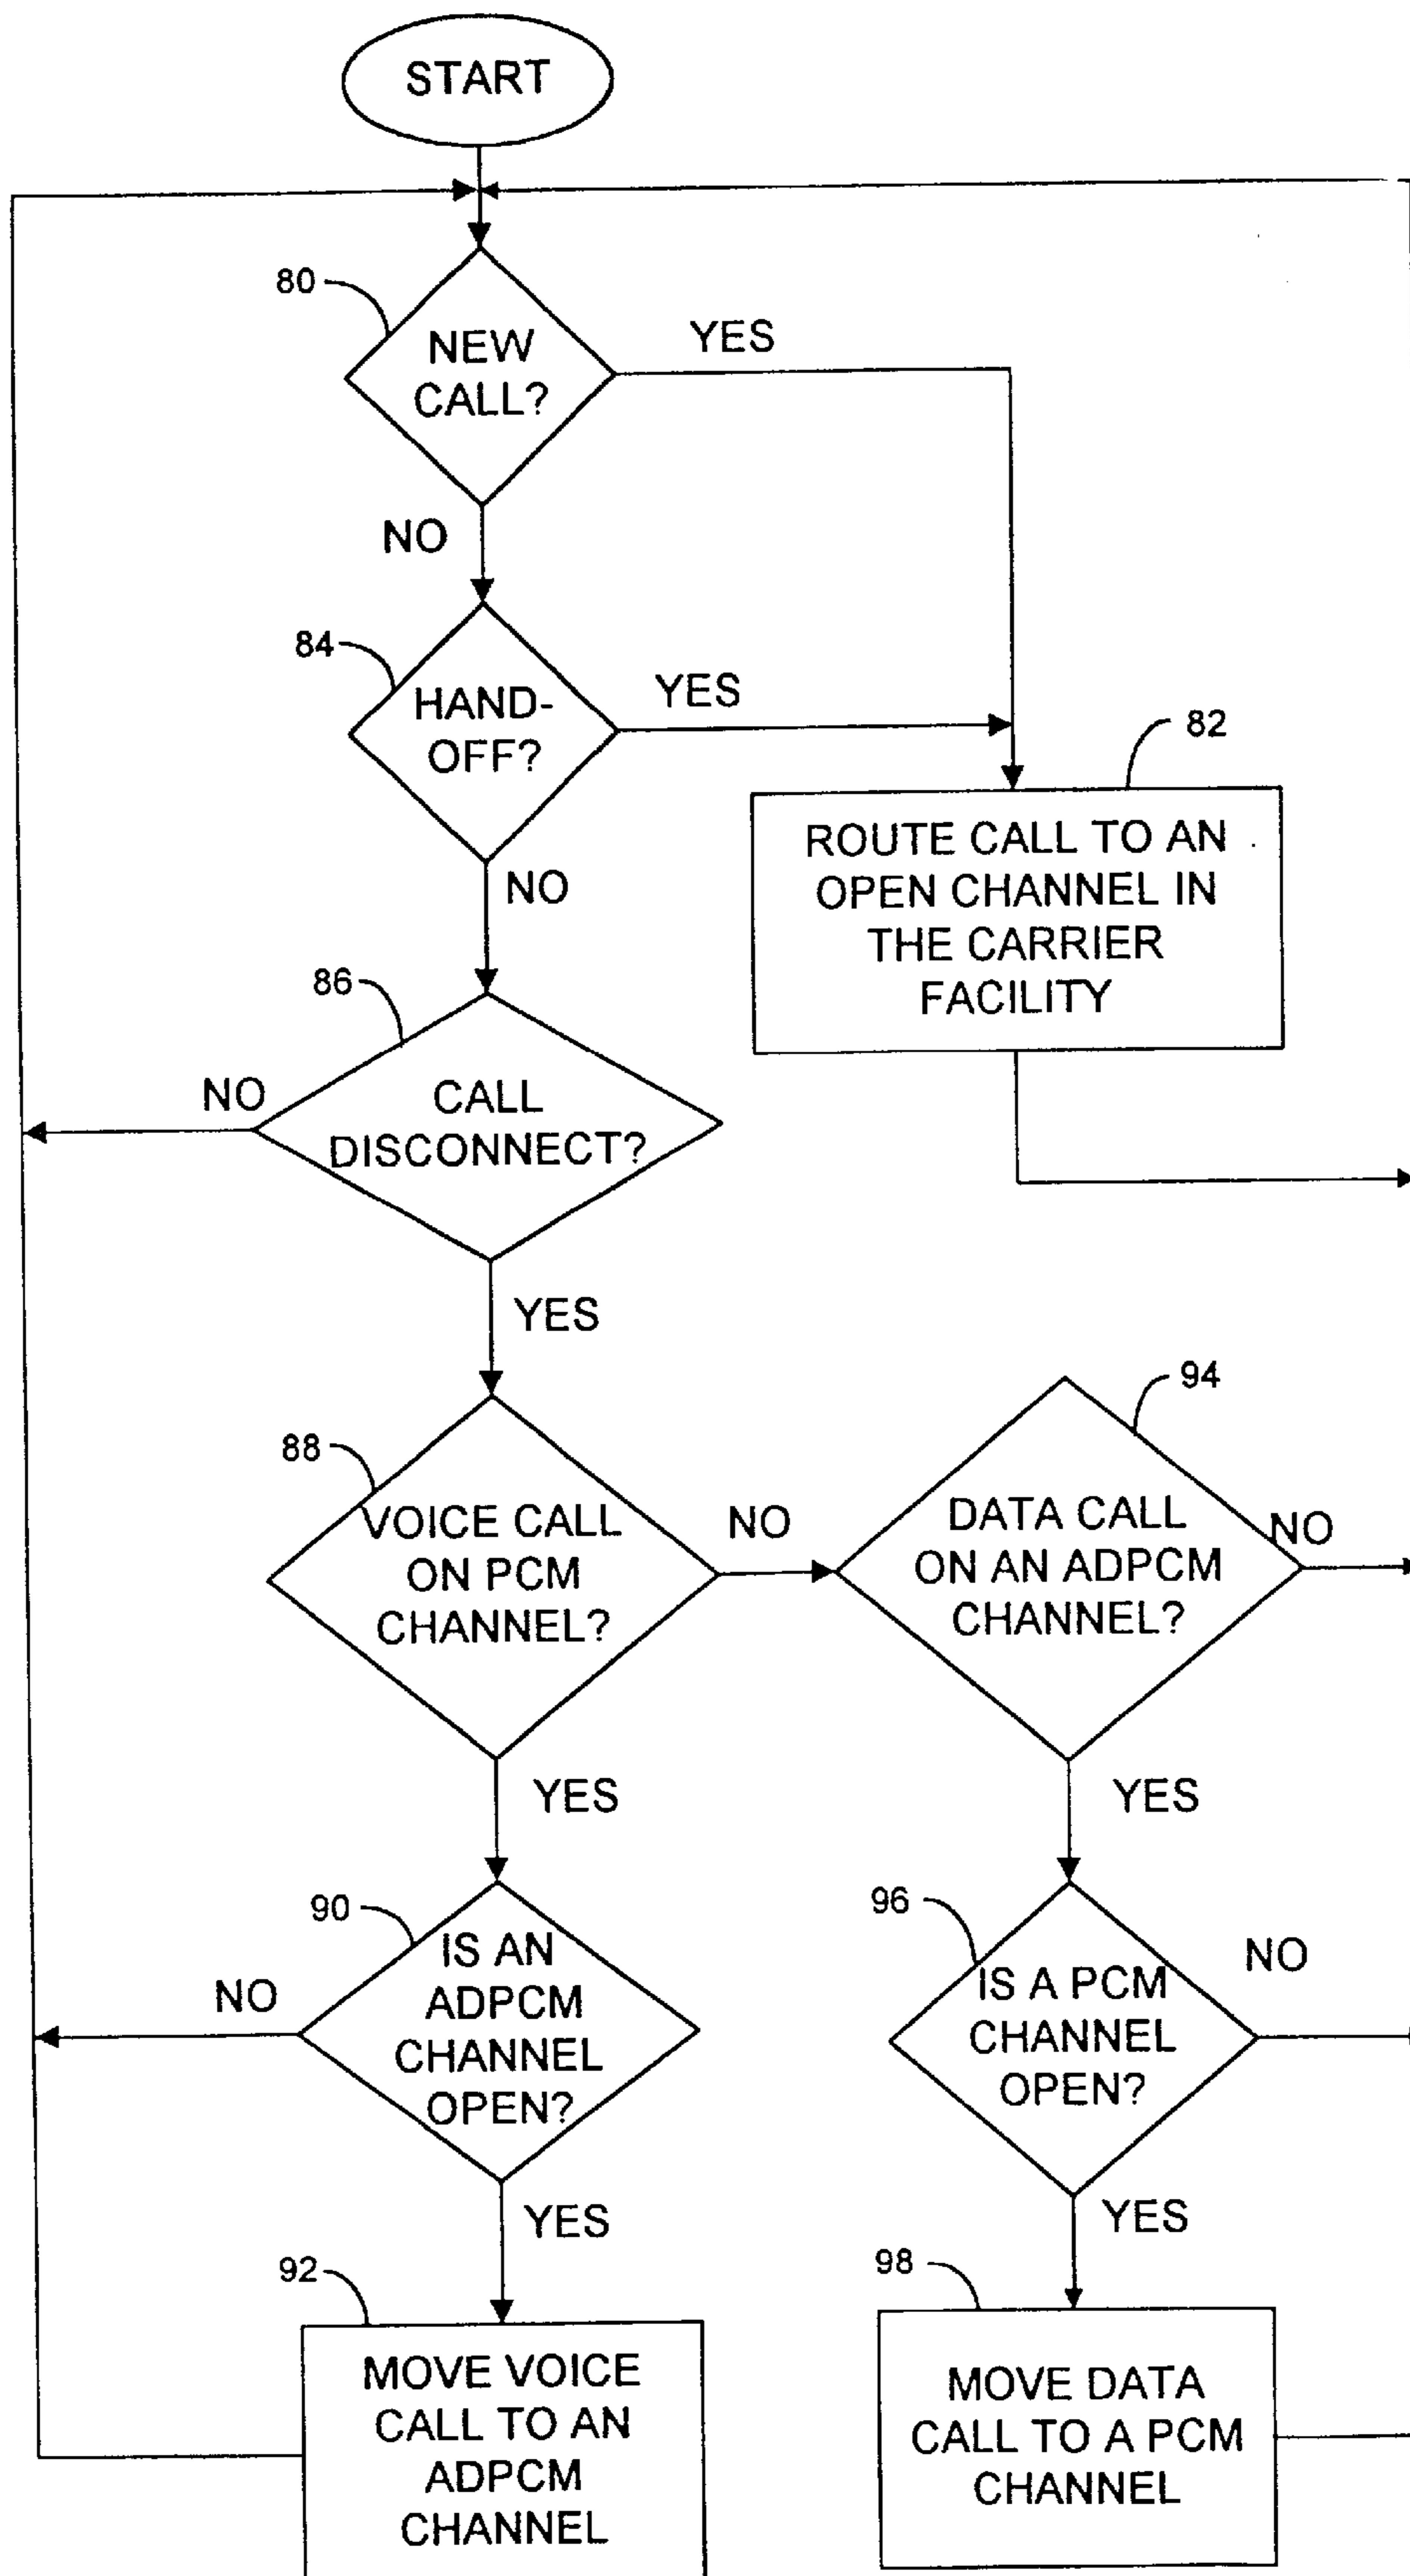 START
80
NEW
CALL?
YES
NO
84
HAND-
OFF?
YES
NO
82
ROUTE CALL TO AN
OPEN CHANNEL IN
THE CARRIER
FACILITY
86
NO
CALL
DISCONNECT?
YES
88
VOICE CALL
ON PCM
CHANNEL?
NO
94
DATA CALL
ON AN ADPCM
CHANNEL?
NO
YES
YES
90
IS AN
ADPCM
CHANNEL
OPEN?
NO
96
IS A PCM
CHANNEL
OPEN?
NO
YES
YES
92
MOVE VOICE
CALL TO AN
ADPCM
CHANNEL
98
MOVE DATA
CALL TO A PCM
CHANNEL